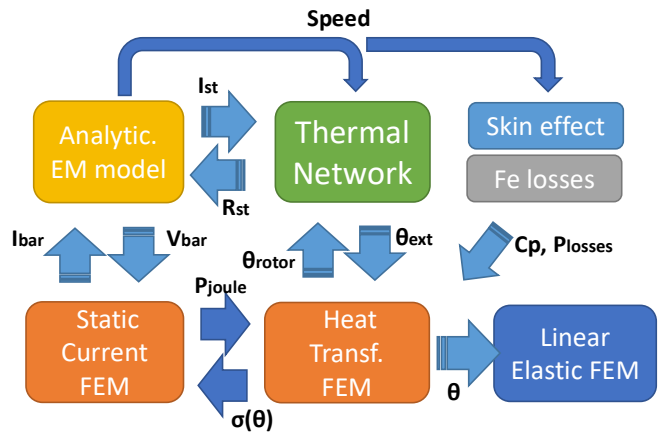 Speed
Ist
Analytic.
EM model
Thermal
Network
Skin effect
Fe losses
Rst
Ibar
Vbar
θrotor
θext
Cp, Plosses
Pjoule
Static
Current
FEM
Heat
Transf.
FEM
Linear
Elastic FEM
θ
σ(θ)